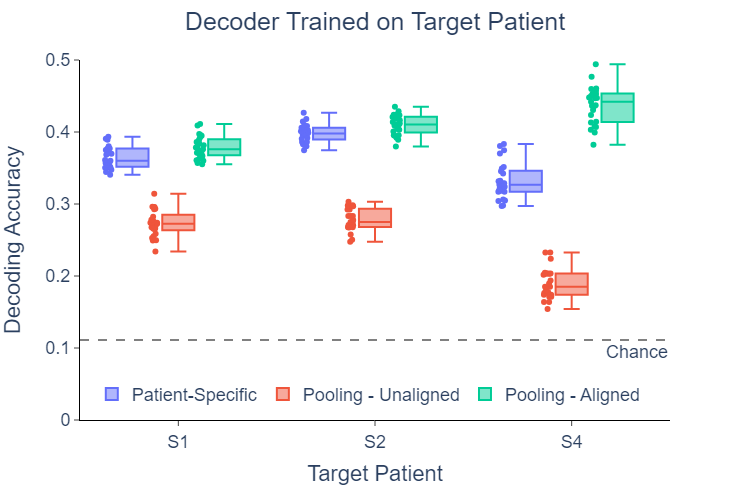 Decoder Trained on Target Patient
Decoding Accuracy
0.5
0.4
0.3
0.2
0.1
0
Chance
Patient-Specific
Pooling - Unaligned
Pooling - Aligned
S1
S2
S4
Target Patient